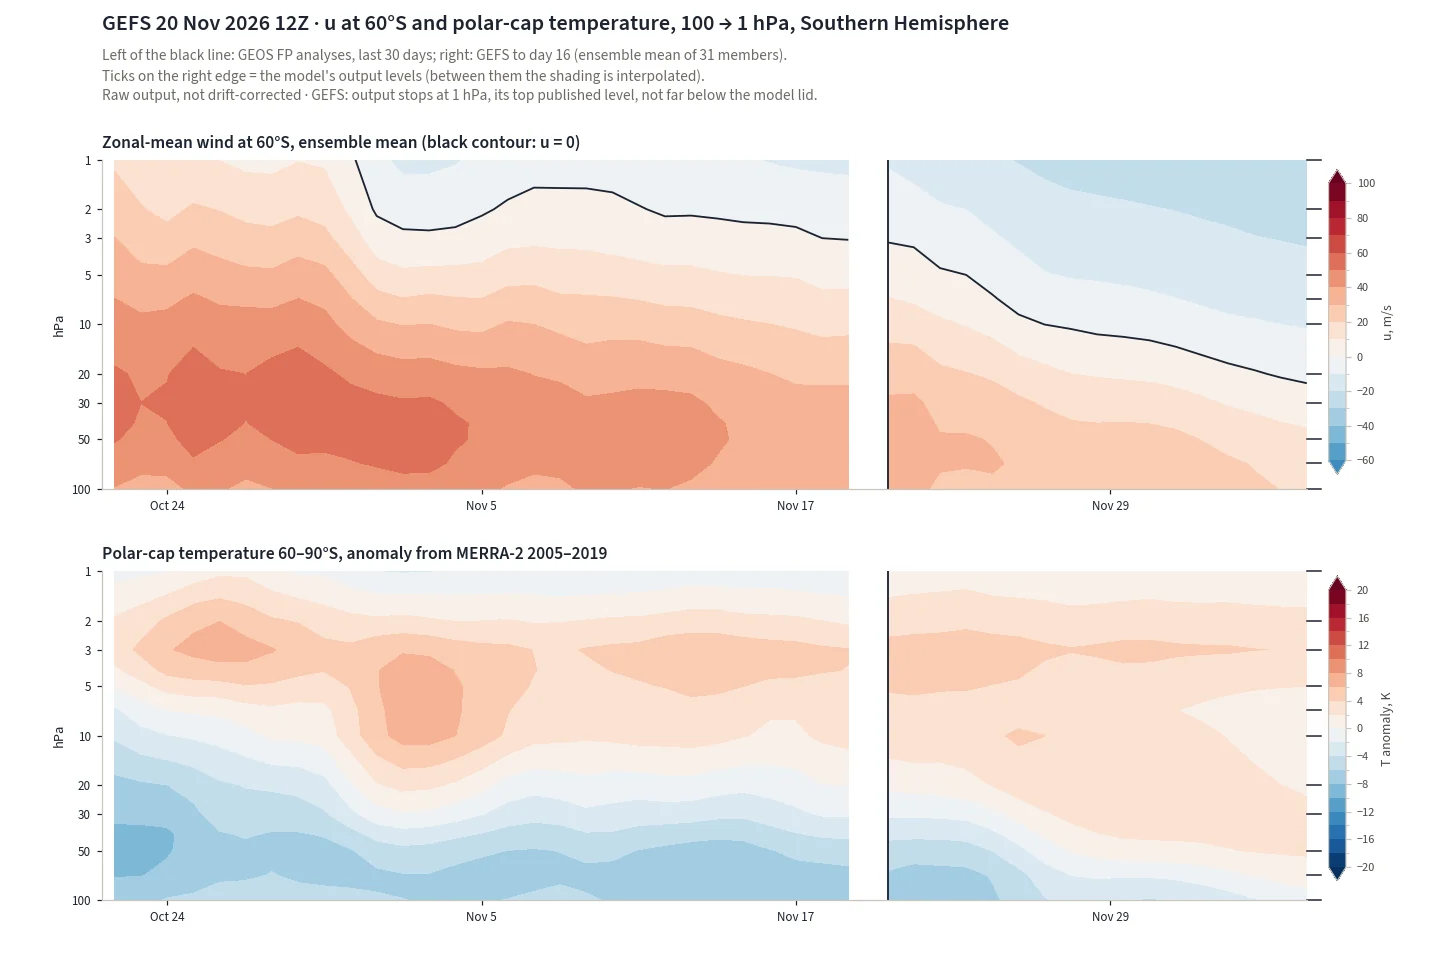 GEFS 20 Nov 2026 12Z · u at 60°S and polar-cap temperature, 100 → 1 hPa, Southern Hemisphere
Left of the black line: GEOS FP analyses, last 30 days; right: GEFS to day 16 (ensemble mean of 31 members).
Ticks on the right edge = the model's output levels (between them the shading is interpolated).
Raw output, not drift-corrected · GEFS: output stops at 1 hPa, its top published level, not far below the model lid.
Zonal-mean wind at 60°S, ensemble mean (black contour: u = 0)
1
2
3
5
10
20
30
50
100
hPa
Oct 24
Nov 5
Nov 17
Nov 29
100
80
60
40
20
0
−20
−40
−60
u, m/s
Polar-cap temperature 60–90°S, anomaly from MERRA-2 2005–2019
1
2
3
5
10
20
30
50
100
hPa
Oct 24
Nov 5
Nov 17
Nov 29
20
16
12
8
4
0
−4
−8
−12
−16
−20
T anomaly, K